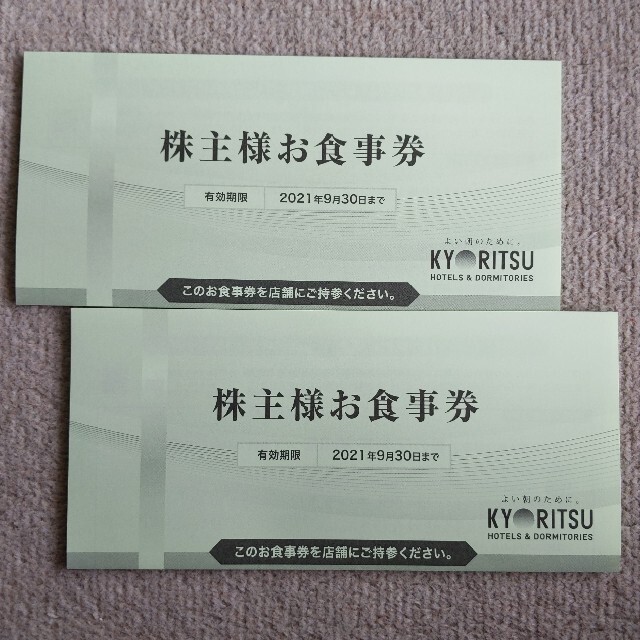 株主様お食事券
有効期限 2021年9月30日まで
よい朝のために。
KYORITSU
HOTELS & DORMITORIES
このお食事券を店舗にご持参ください。
株主様お食事券
有効期限 2021年9月30日まで
よい朝のために。
KYORITSU
HOTELS & DORMITORIES
このお食事券を店舗にご持参ください。